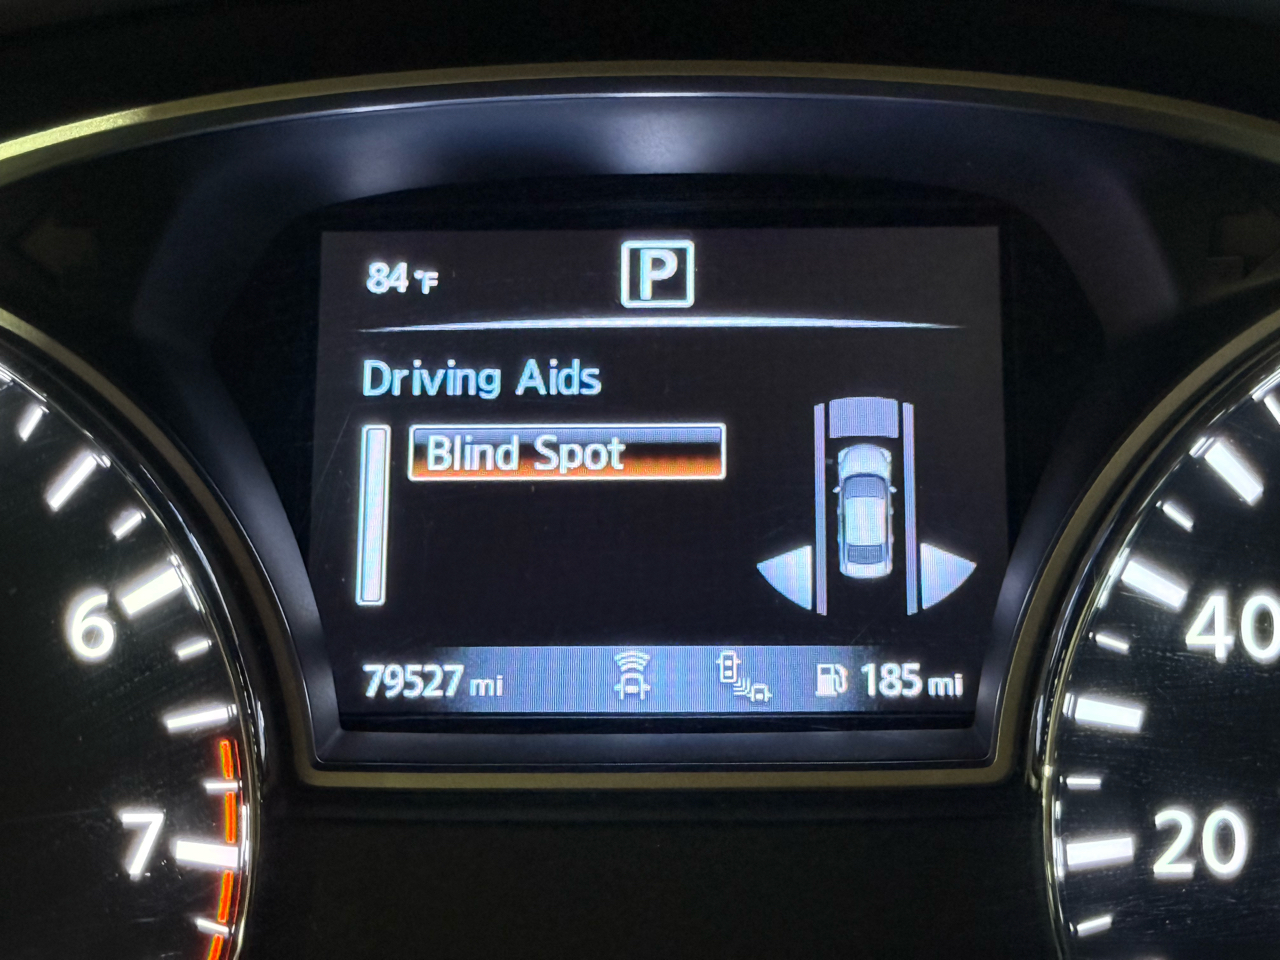 84°F
P
Driving Aids
Blind Spot
79527 mi
185 mi
6
7
40
20